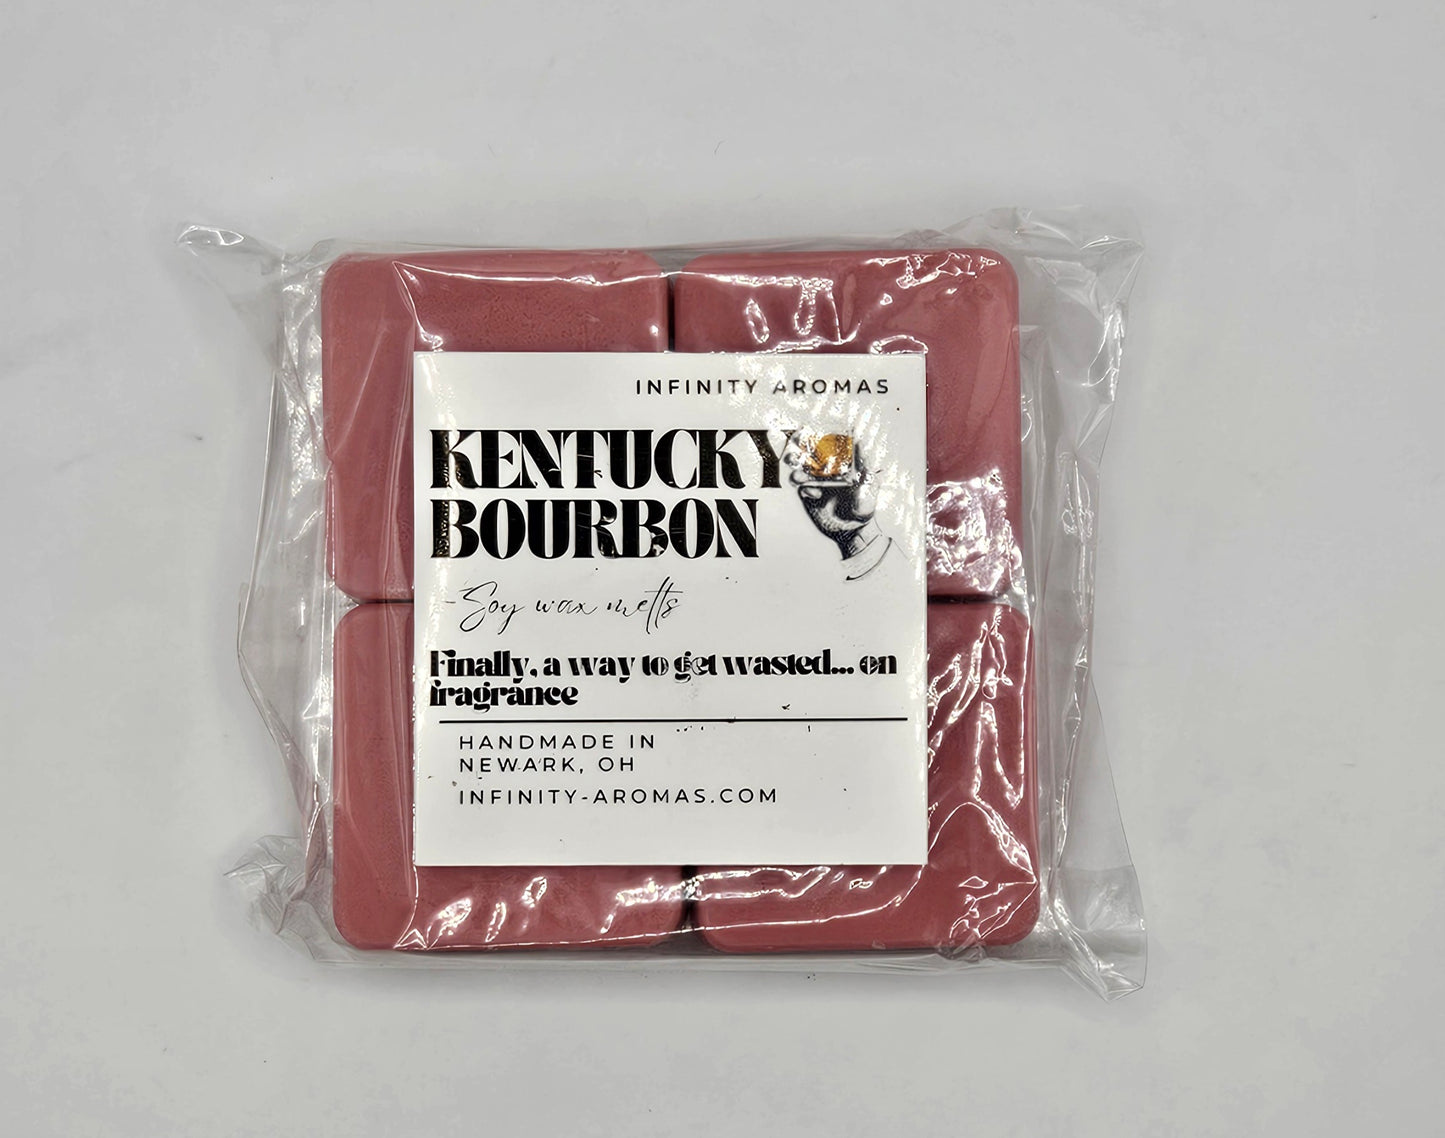 INFINITY AROMAS
KENTUCKY
BOURBON
-Soy wax melts
Finally, a way to get wasted... on
fragrance
HANDMADE IN
NEWARK, OH
INFINITY-AROMAS.COM